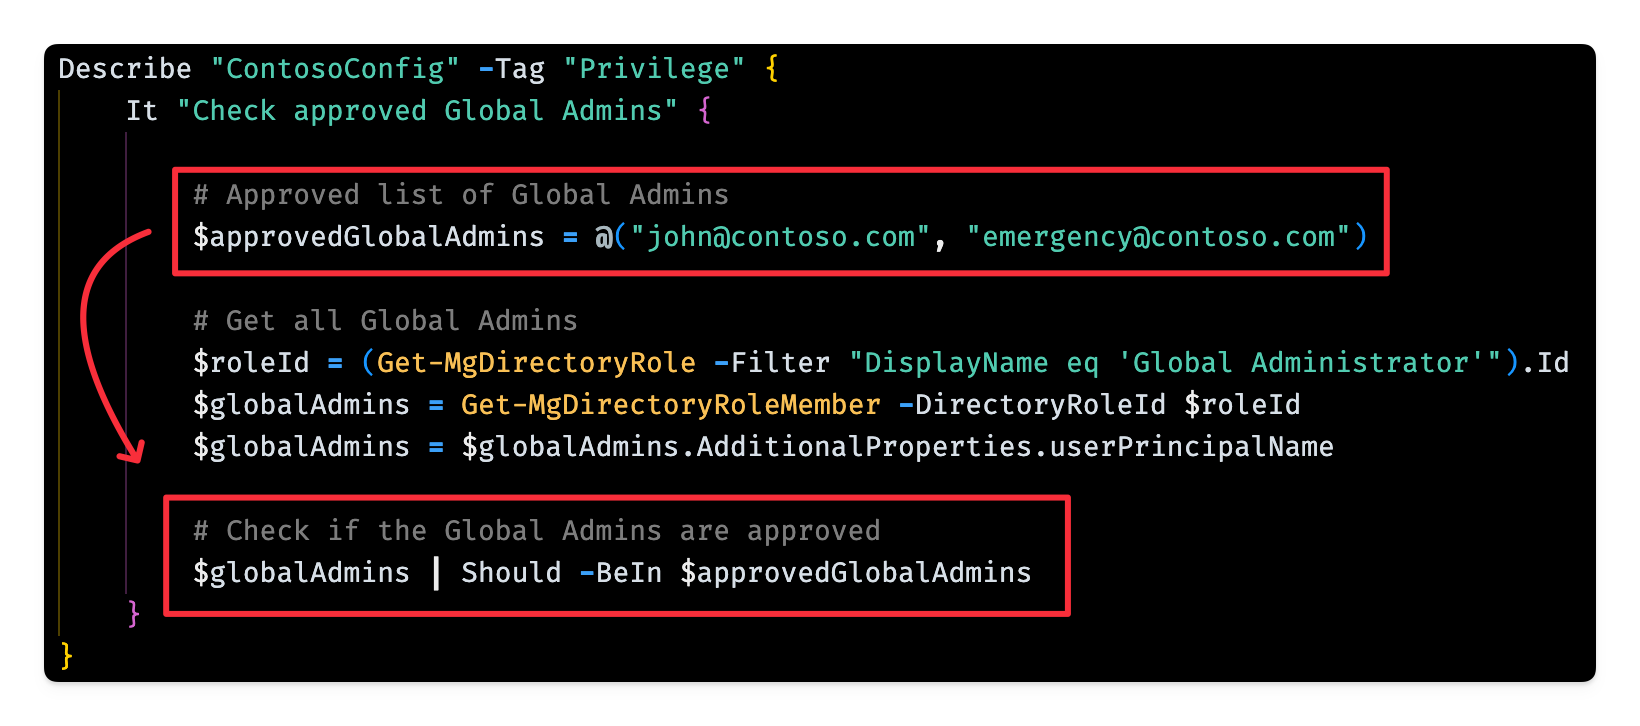 Describe "ContosoConfig" -Tag "Privilege" {
It "Check approved Global Admins" {
# Approved list of Global Admins
$approvedGlobalAdmins = @("john@contoso.com", "emergency@contoso.com")
# Get all Global Admins
$roleId = (Get-MgDirectoryRole -Filter "DisplayName eq 'Global Administrator'").Id
$globalAdmins = Get-MgDirectoryRoleMember -DirectoryRoleId $roleId
$globalAdmins = $globalAdmins.AdditionalProperties.userPrincipalName
# Check if the Global Admins are approved
$globalAdmins | Should -BeIn $approvedGlobalAdmins
}
}